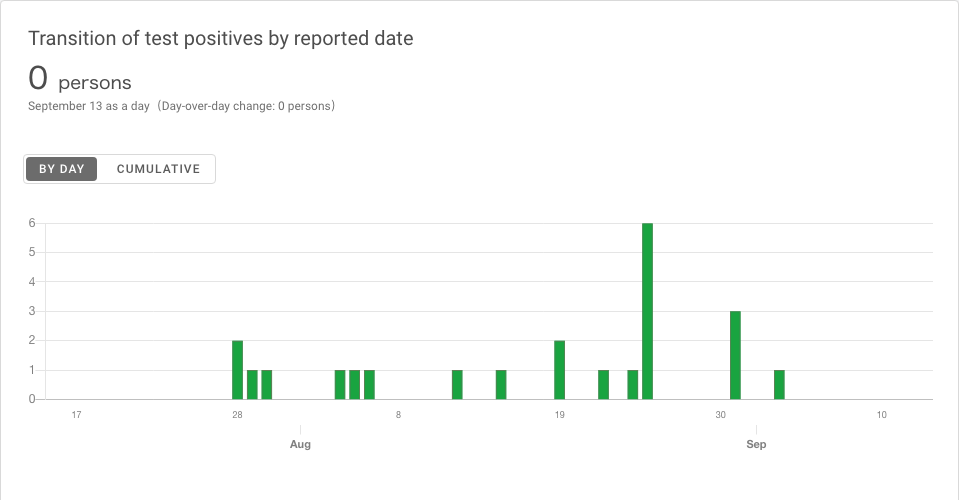 Transition of test positives by reported date
0 persons
September 13 as a day（Day-over-day change: 0 persons）
BY DAY CUMULATIVE
6
5
4
3
2
1
0
17 28 8 19 30 10
Aug Sep